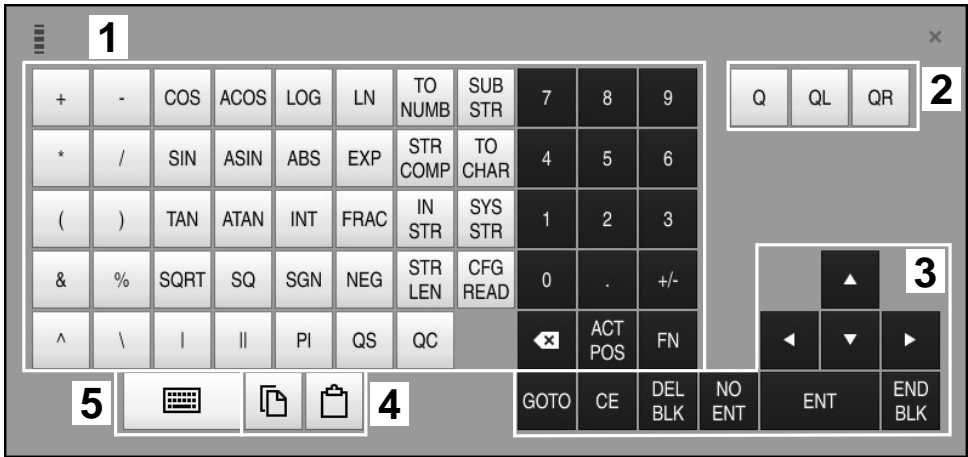 1
×
+ - COS ACOS LOG LN TO NUMB SUB STR 7 8 9 Q QL QR 2
* / SIN ASIN ABS EXP STR COMP TO CHAR 4 5 6
( ) TAN ATAN INT FRAC IN STR SYS STR 1 2 3
& % SQRT SQ SGN NEG STR LEN CFG READ 0 . +/- ▲ 3
^ \ | || PI QS QC ACT POS FN ◀ ▼ ▶
5 4 GOTO CE DEL BLK NO ENT ENT END BLK